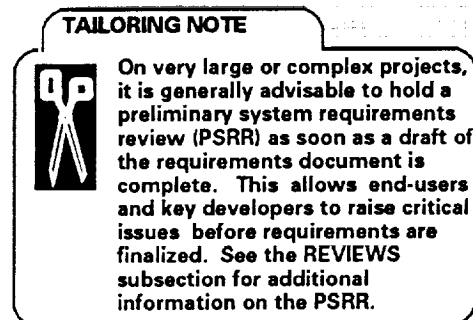 TAILORING NOTE
On very large or complex projects,
it is generally advisable to hold a
preliminary system requirements
review (PSRR) as soon as a draft of
the requirements document is
complete. This allows end-users
and key developers to raise critical
issues before requirements are
finalized. See the REVIEWS
subsection for additional
information on the PSRR.